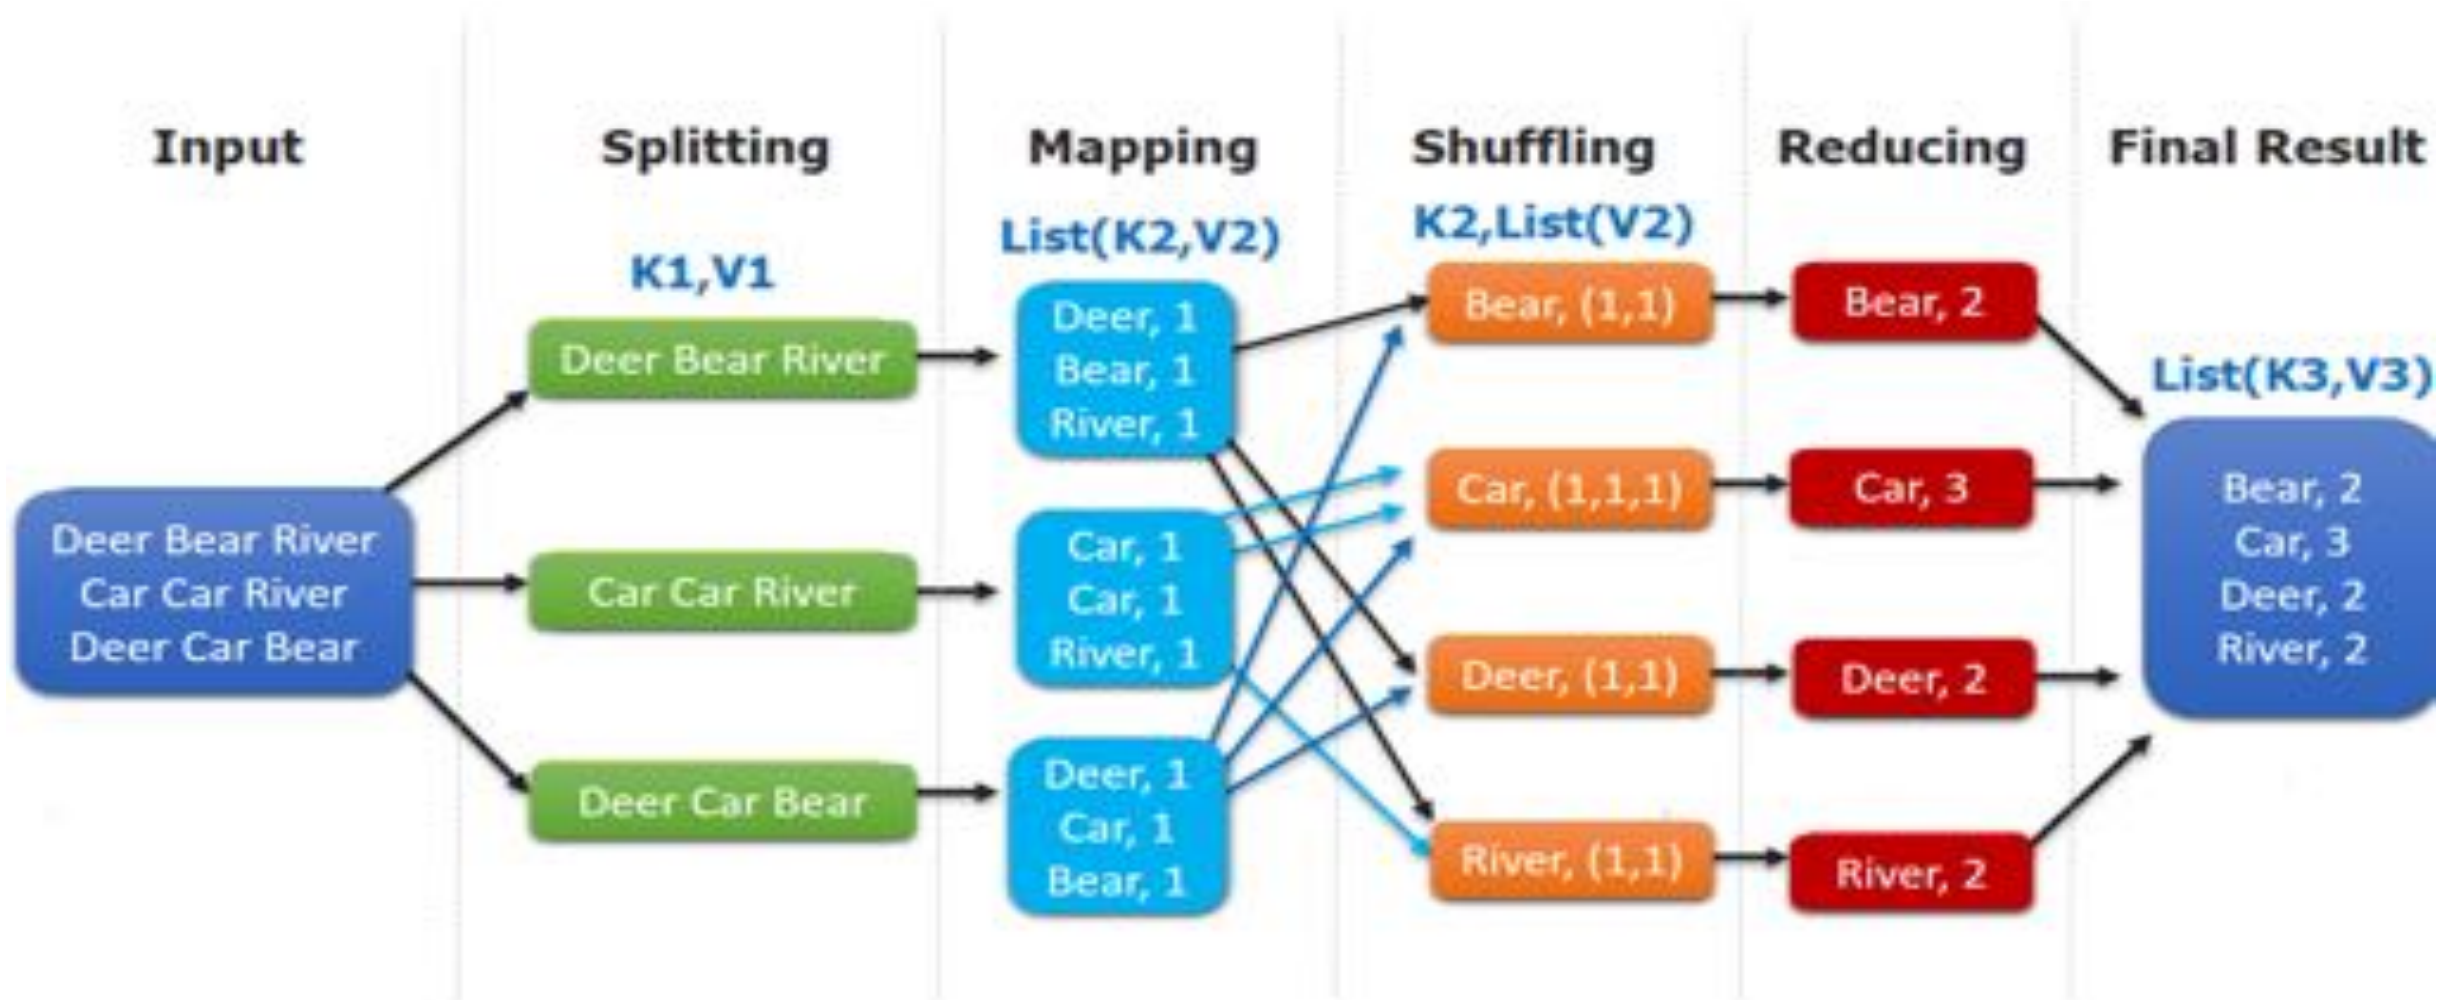 Input
Splitting
Mapping
Shuffling
Reducing
Final Result
K1,V1
List(K2,V2)
K2,List(V2)
List(K3,V3)
Deer Bear River
Car Car River
Deer Car Bear
Deer Bear River
Car Car River
Deer Car Bear
Deer, 1
Bear, 1
River, 1
Car, 1
Car, 1
River, 1
Deer, 1
Car, 1
Bear, 1
Bear, (1,1)
Car, (1,1,1)
Deer, (1,1)
River, (1,1)
Bear, 2
Car, 3
Deer, 2
River, 2
Bear, 2
Car, 3
Deer, 2
River, 2